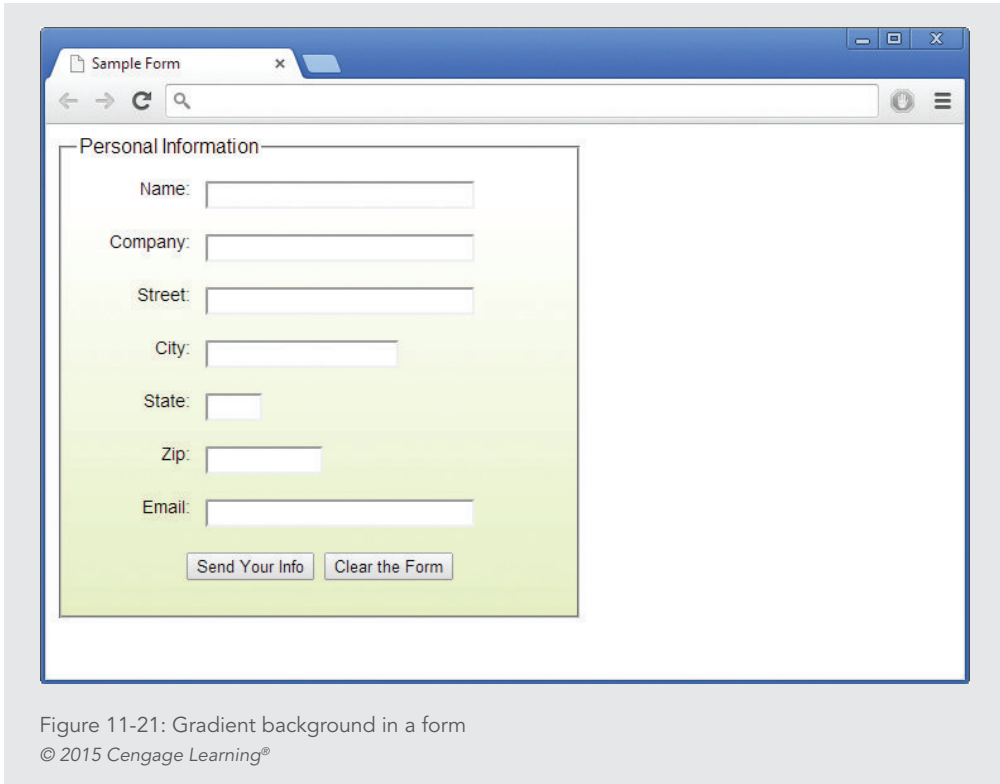 Sample Form
Personal Information
Name:
Company:
Street:
City:
State:
Zip:
Email:
Send Your Info Clear the Form
Figure 11-21: Gradient background in a form
© 2015 Cengage Learning®